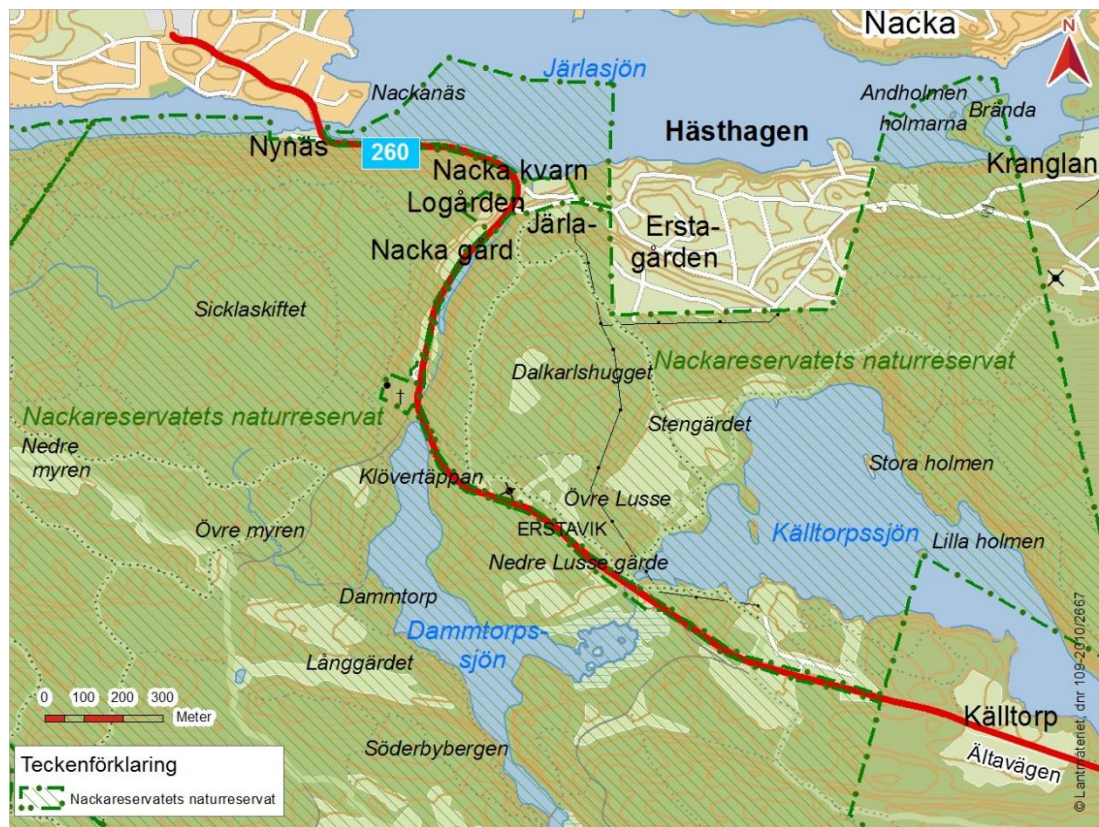 Nacka
N
Järlasjön
Nackanäs
Andholmen
holmarna
Brända
Hästhagen
Nynäs
260
Nacka kvarn
Kranglan
Logården
Järla-
Ersta-
gården
Nacka gård
Sicklaskiftet
Dalkarlshugget
Nackareservatets naturreservat
Nackareservatets naturreservat
Stengärdet
Nedre
myren
Stora holmen
Klövertäppan
Övre Lusse
Övre myren
ERSTAVIK
Källtorpssjön
Lilla holmen
Nedre Lusse gärde
Dammtorp
Dammtorps-
sjön
Långgärdet
0 100 200 300
Meter
Källtorp
Söderbybergen
Ältavägen
Teckenförklaring
Nackareservatets naturreservat
© Lantmäteriet, dnr 109-2010/2667